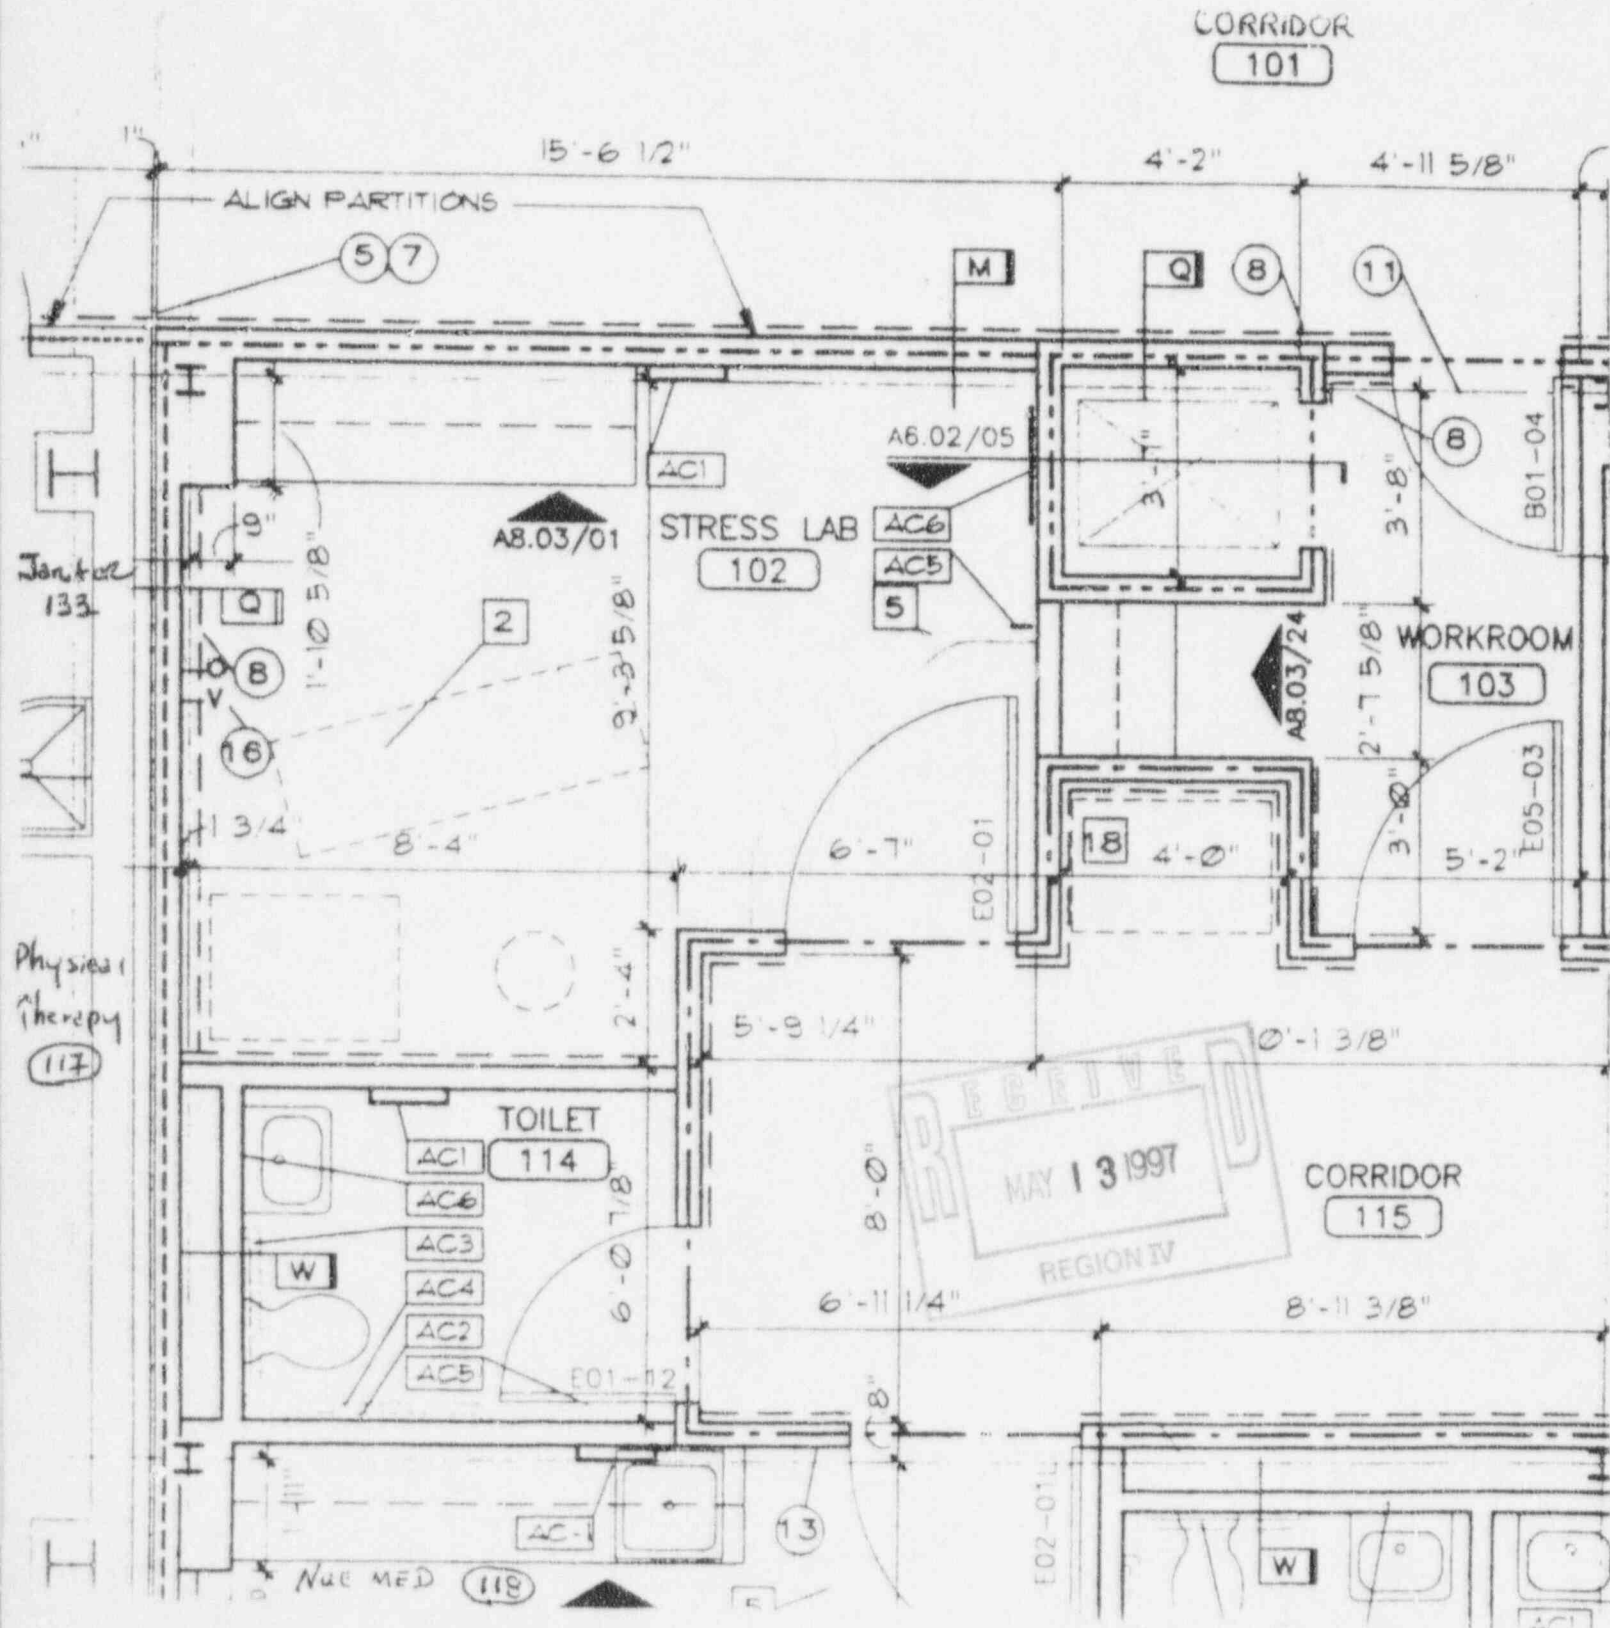 CORRIDOR
101
1"
15'-6 1/2"
4'-2"
4'-11 5/8"
ALIGN PARTITIONS
5
7
M
Q
8
11
A6.02/05
8
AC1
B01-04
3'-8"
A8.03/01
STRESS LAB
102
AC6
AC5
5
9"
Janitor
133
Q
2
1'-10 5/8"
9'-3 5/8"
8
V
16
A8.03/24
2'-7 5/8"
WORKROOM
103
1 3/4"
8'-4"
6'-7"
E02-01
18
4'-0"
3'-0"
5'-2"
E05-03
Physical
Therapy
117
2'-4"
5'-9 1/4"
0'-1 3/8"
RECEIVED
MAY 13 1997
REGION IV
TOILET
114
AC1
AC6
AC3
AC4
AC2
AC5
W
6'-0 7/8"
8'-0"
CORRIDOR
115
6'-11 1/4"
8'-11 3/8"
E01-12
8"
AC-1
13
E02-01L
W
NUC MED
118
5
AC1